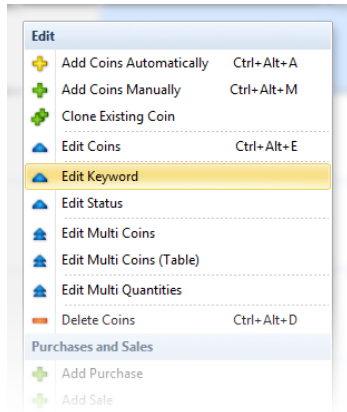 Edit
Add Coins Automatically Ctrl+Alt+A
Add Coins Manually Ctrl+Alt+M
Clone Existing Coin
Edit Coins Ctrl+Alt+E
Edit Keyword
Edit Status
Edit Multi Coins
Edit Multi Coins (Table)
Edit Multi Quantities
Delete Coins Ctrl+Alt+D
Purchases and Sales
Add Purchase
Add Sale